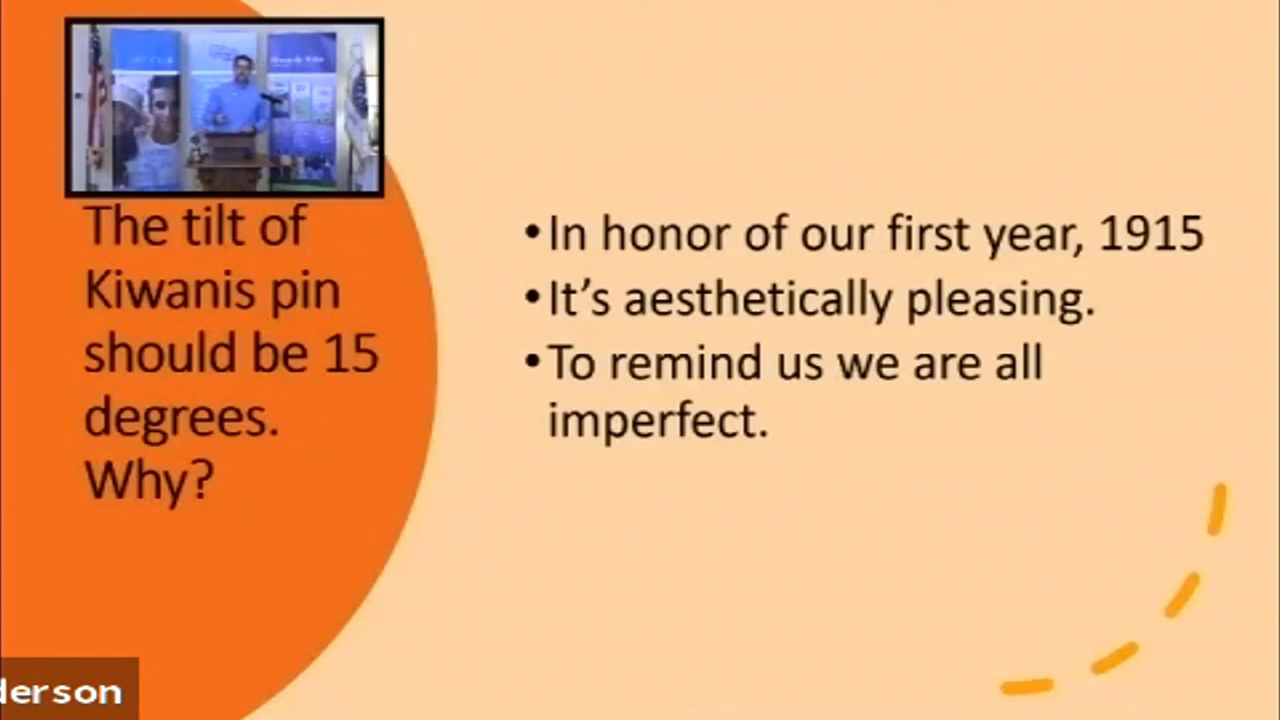 The tilt of
Kiwanis pin
should be 15
degrees.
Why?
•In honor of our first year, 1915
•It's aesthetically pleasing.
•To remind us we are all
imperfect.
derson